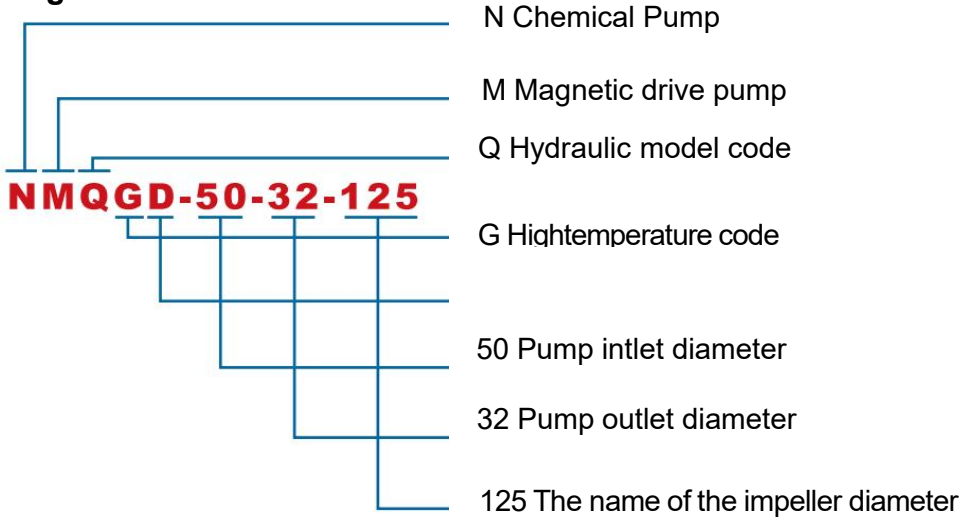 N Chemical Pump
M Magnetic drive pump
Q Hydraulic model code
NMQGD-50-32-125
G Hightemperature code
50 Pump intlet diameter
32 Pump outlet diameter
125 The name of the impeller diameter